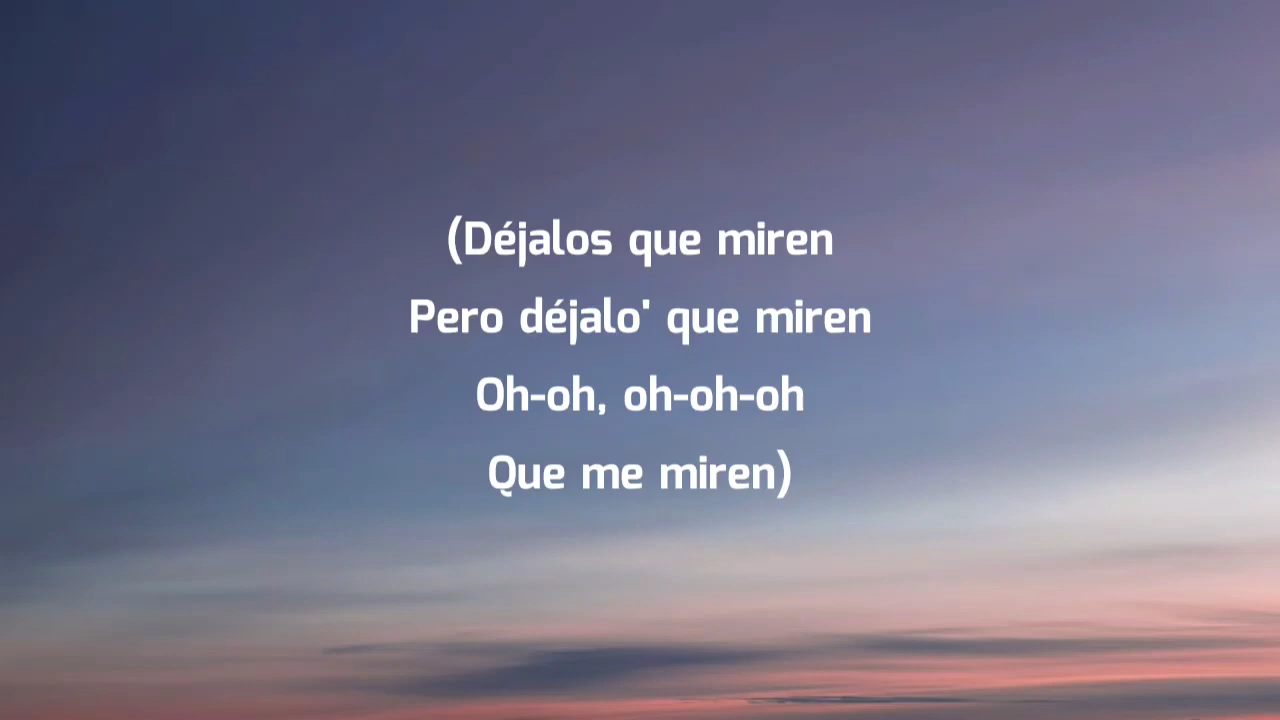 (Déjalos que miren
Pero déjalo' que miren
Oh-oh, oh-oh-oh
Que me miren)